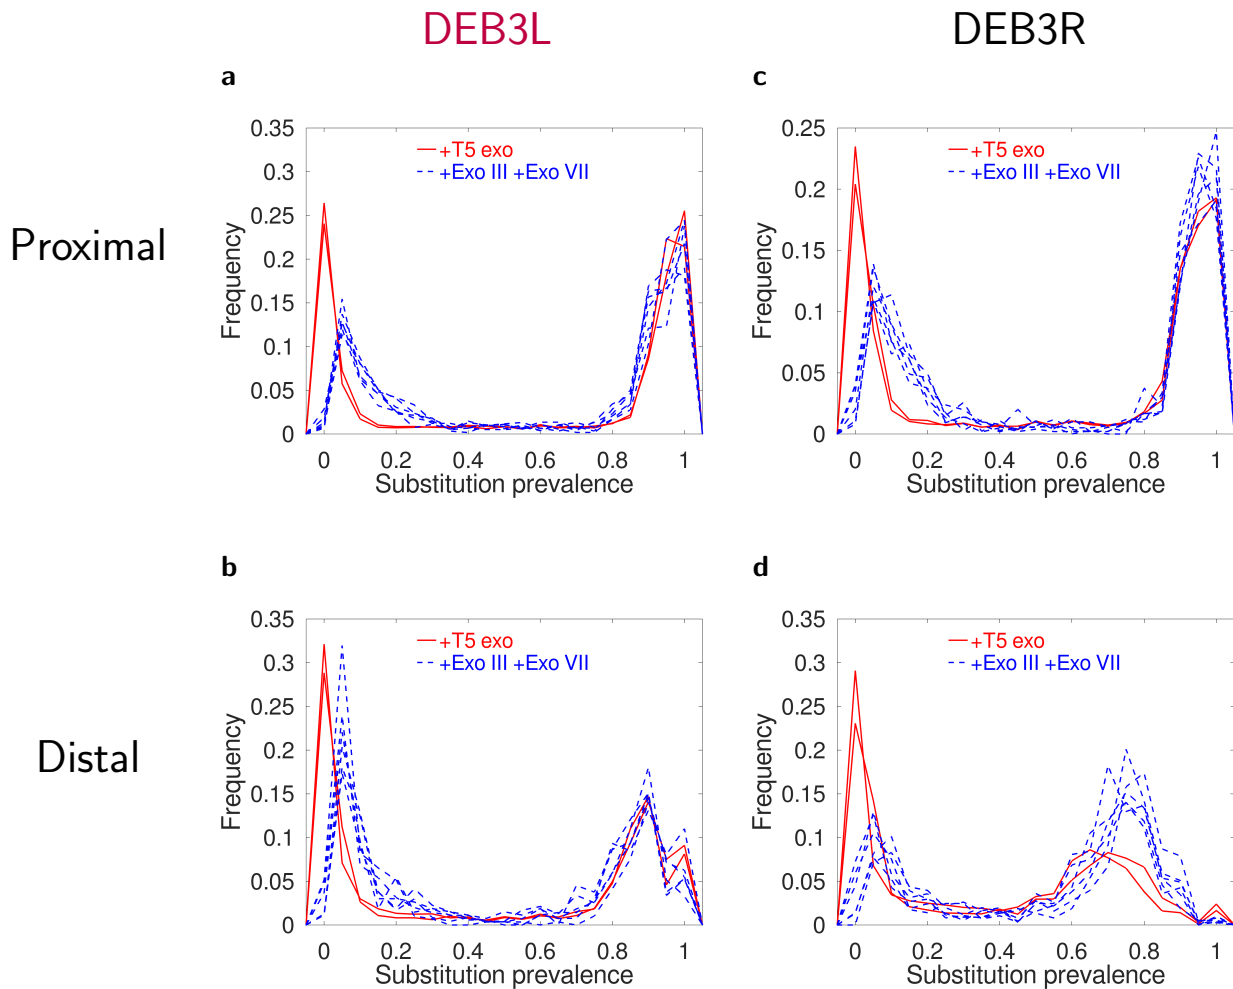 DEB3L
DEB3R
Proximal
Distal
a
0.35
0.3
0.25
0.2
0.15
0.1
0.05
0
Frequency
+T5 exo
+Exo III +Exo VII
0 0.2 0.4 0.6 0.8 1
Substitution prevalence
c
0.25
0.2
0.15
0.1
0.05
0
Frequency
+T5 exo
+Exo III +Exo VII
0 0.2 0.4 0.6 0.8 1
Substitution prevalence
b
0.35
0.3
0.25
0.2
0.15
0.1
0.05
0
Frequency
+T5 exo
+Exo III +Exo VII
0 0.2 0.4 0.6 0.8 1
Substitution prevalence
d
0.35
0.3
0.25
0.2
0.15
0.1
0.05
0
Frequency
+T5 exo
+Exo III +Exo VII
0 0.2 0.4 0.6 0.8 1
Substitution prevalence